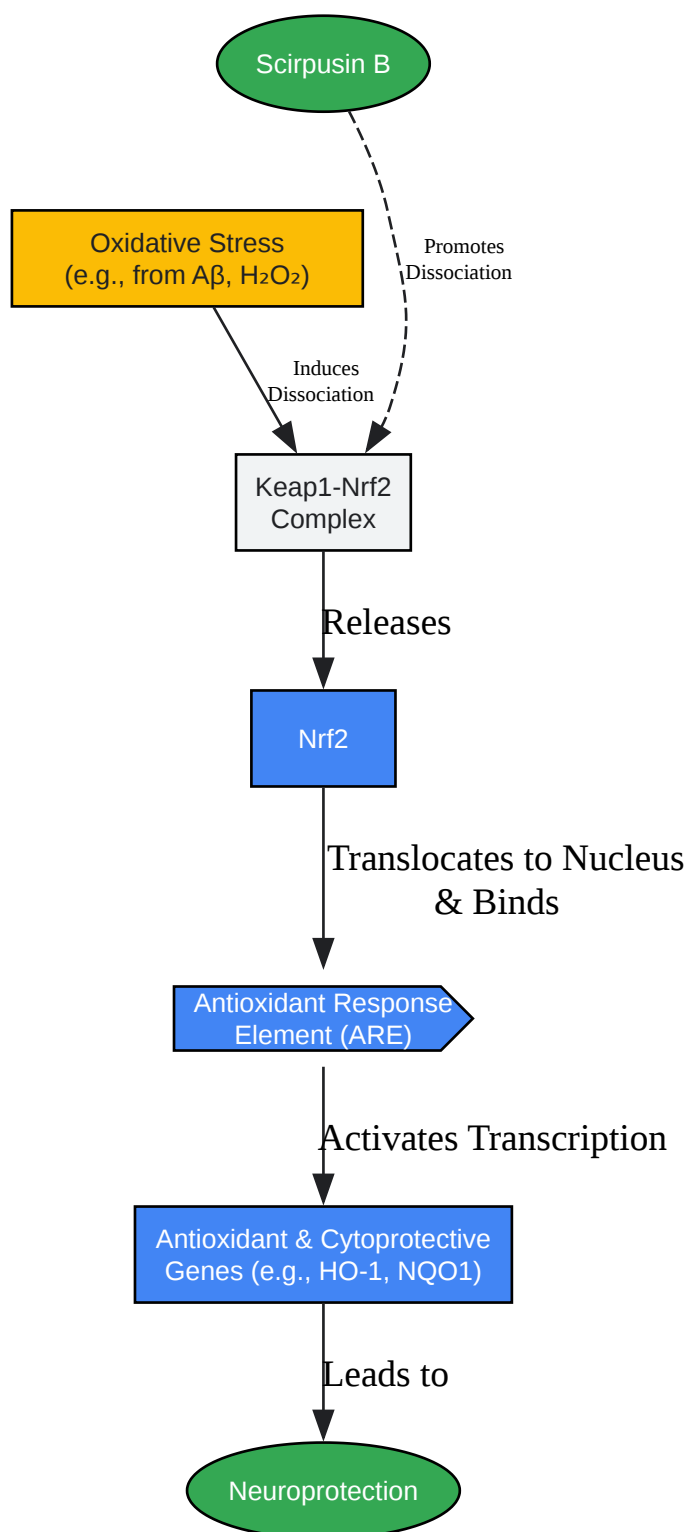 Scirpusin B
Oxidative Stress
(e.g., from Aβ, H₂O₂)
Promotes
Dissociation
Induces
Dissociation
Keap1-Nrf2
Complex
Releases
Nrf2
Translocates to Nucleus
& Binds
Antioxidant Response
Element (ARE)
Activates Transcription
Antioxidant & Cytoprotective
Genes (e.g., HO-1, NQO1)
Leads to
Neuroprotection